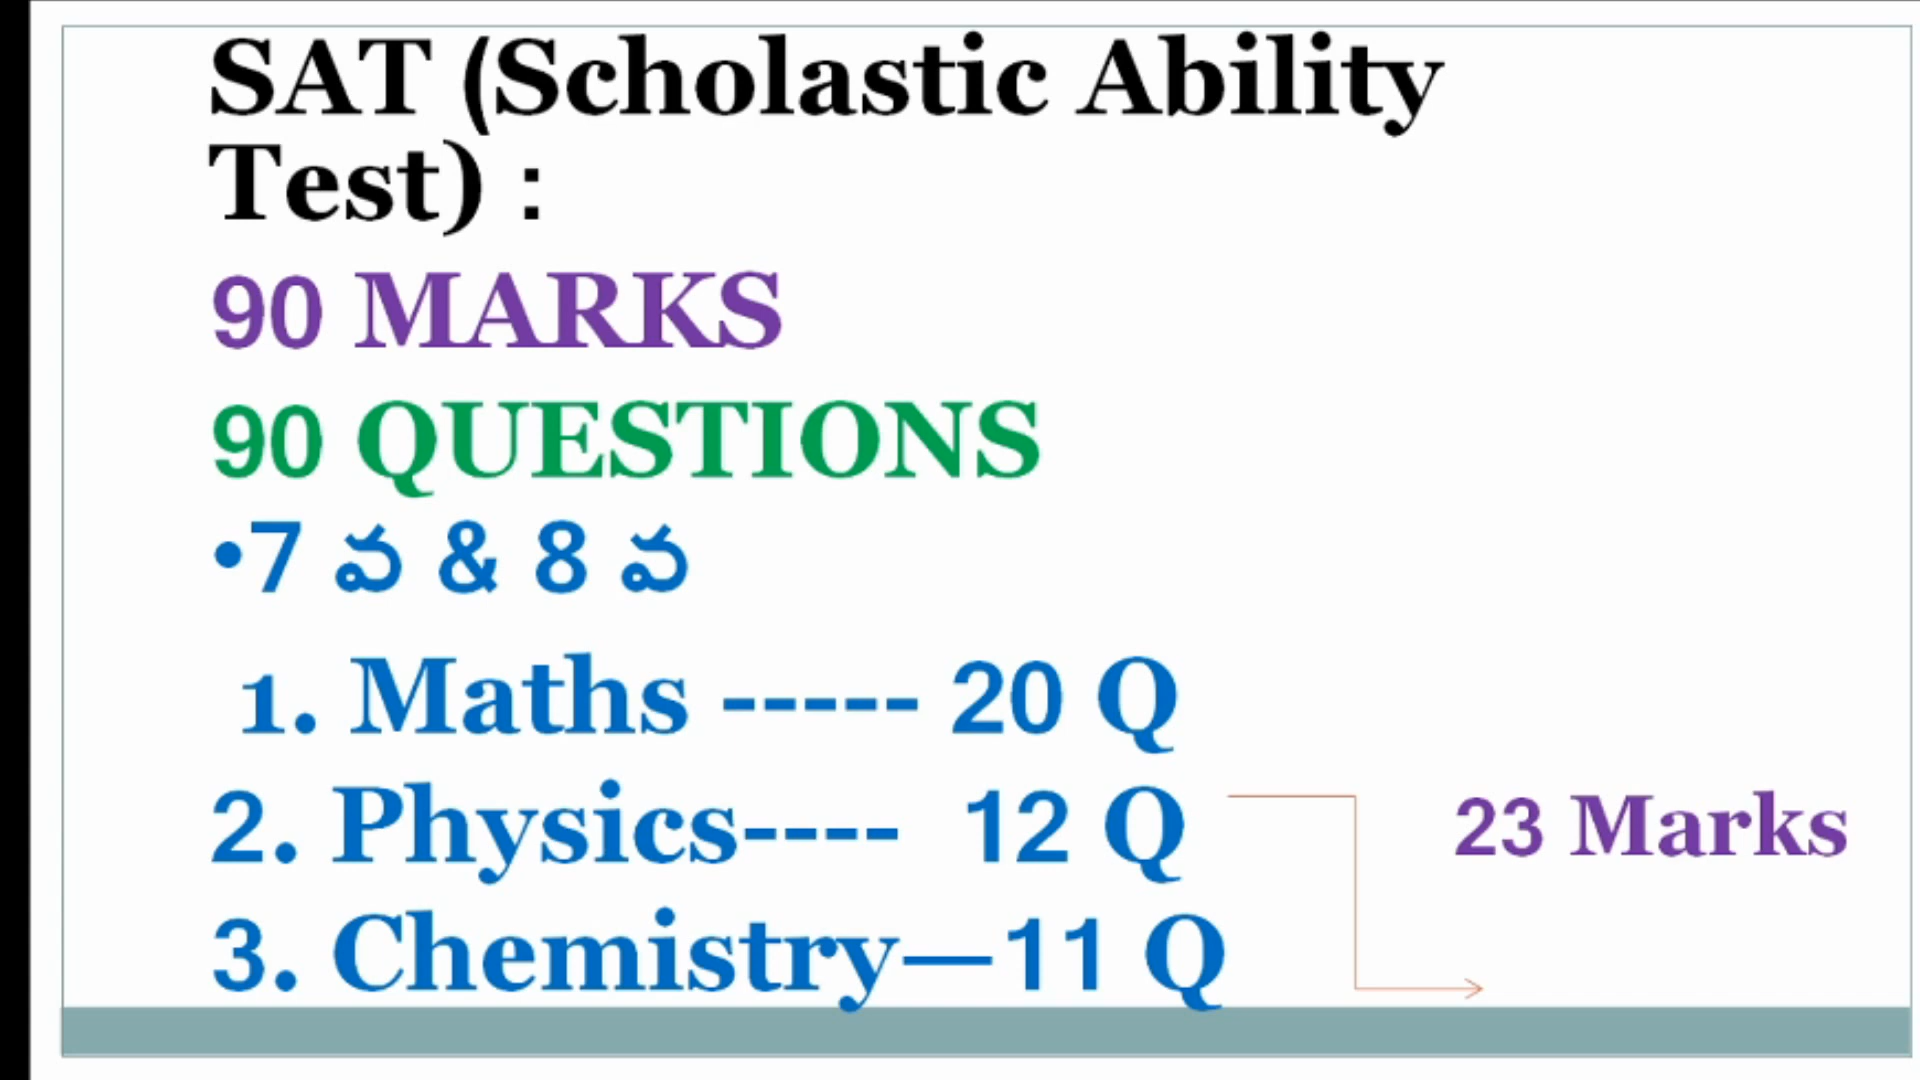 SAT (Scholastic Ability
Test) :
90 MARKS
90 QUESTIONS
•7 వ & 8 వ
1. Maths ----- 20 Q
2. Physics---- 12 Q
23 Marks
3. Chemistry—11 Q